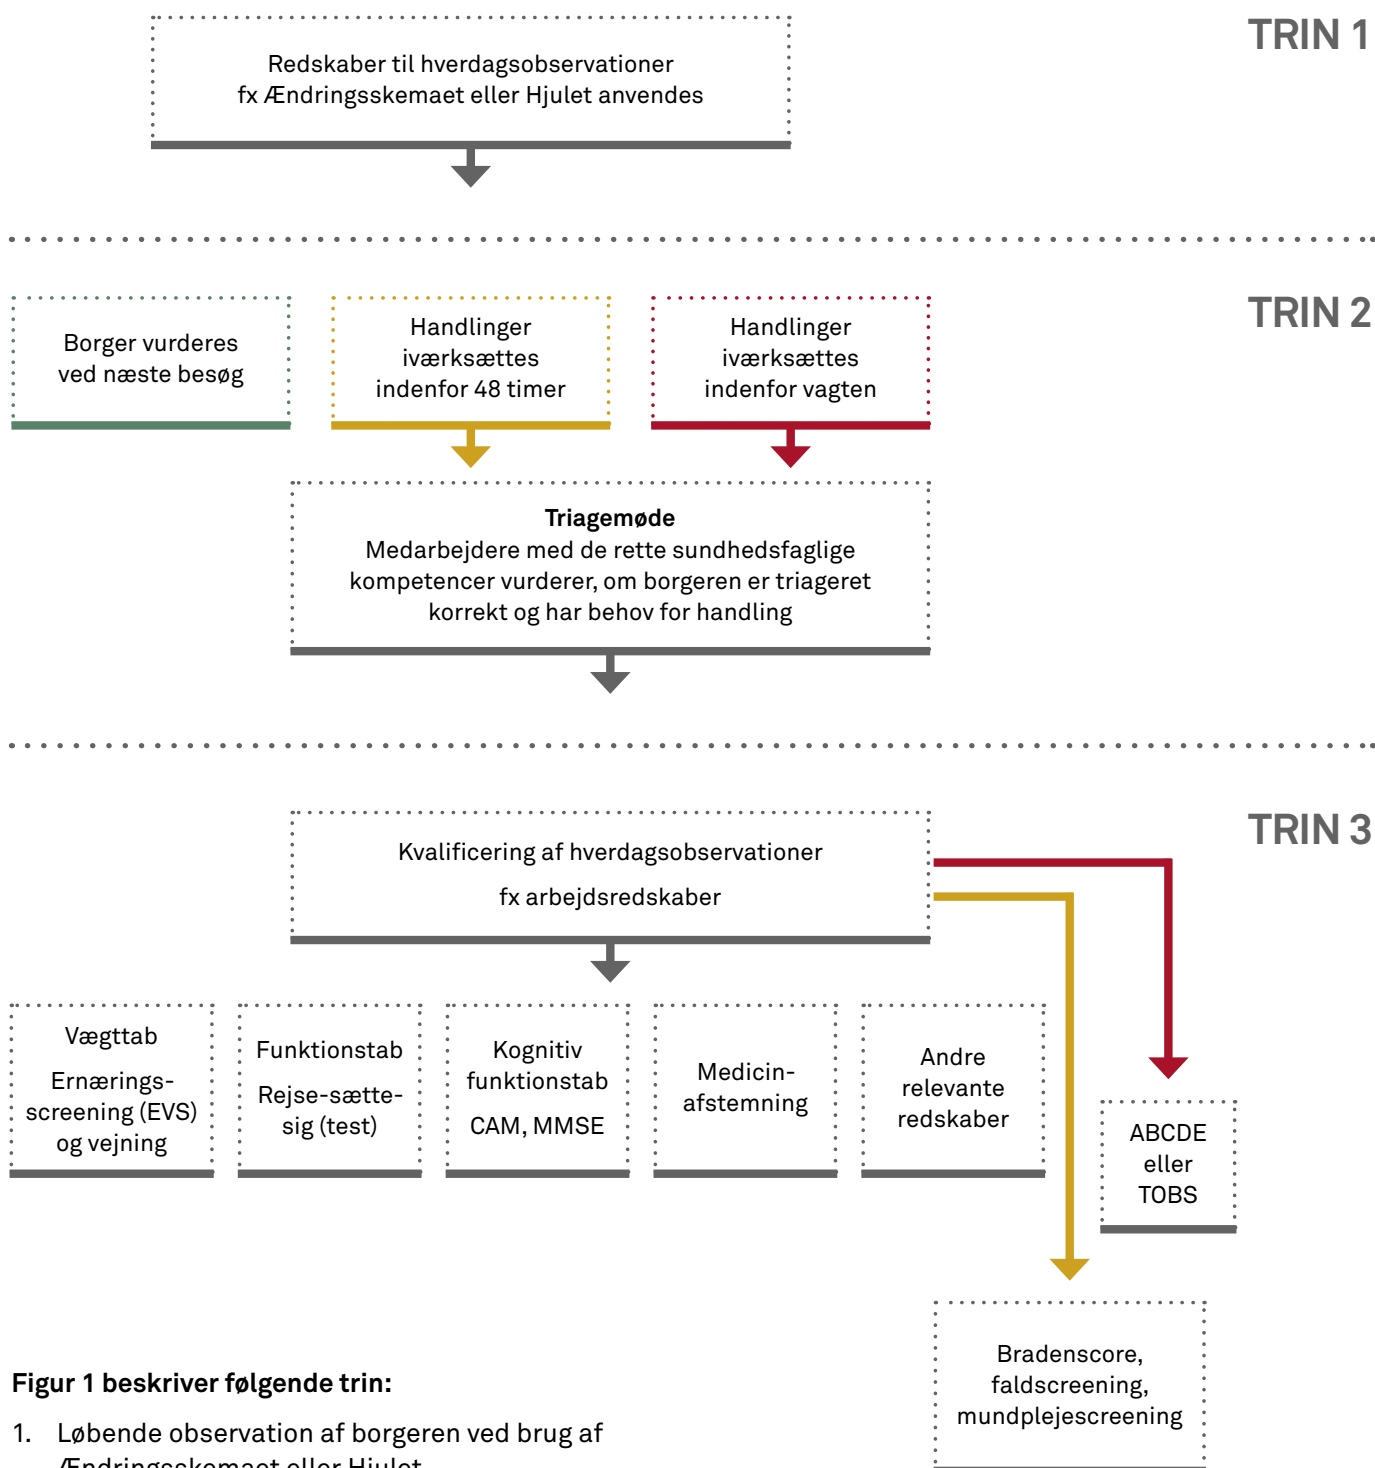 TRIN 1
Redskaber til hverdagsobservationer
fx Ændringsskemaet eller Hjulet anvendes
TRIN 2
Borger vurderes
ved næste besøg
Handlinger
iværksættes
indenfor 48 timer
Handlinger
iværksættes
indenfor vagten
Triagemøde
Medarbejdere med de rette sundhedsfaglige
kompetencer vurderer, om borgeren er triageret
korrekt og har behov for handling
TRIN 3
Kvalificering af hverdagsobservationer
fx arbejdsredskaber
Vægttab
Ernærings-
screening (EVS)
og vejning
Funktionstab
Rejse-sætte-
sig (test)
Kognitiv
funktionstab
CAM, MMSE
Medicin-
afstemning
Andre
relevante
redskaber
ABCDE
eller
TOBS
Bradenscore,
faldscreening,
mundplejescreening
Figur 1 beskriver følgende trin:
1. Løbende observation af borgeren ved brug af
Ændringsskemaet eller Hjulet